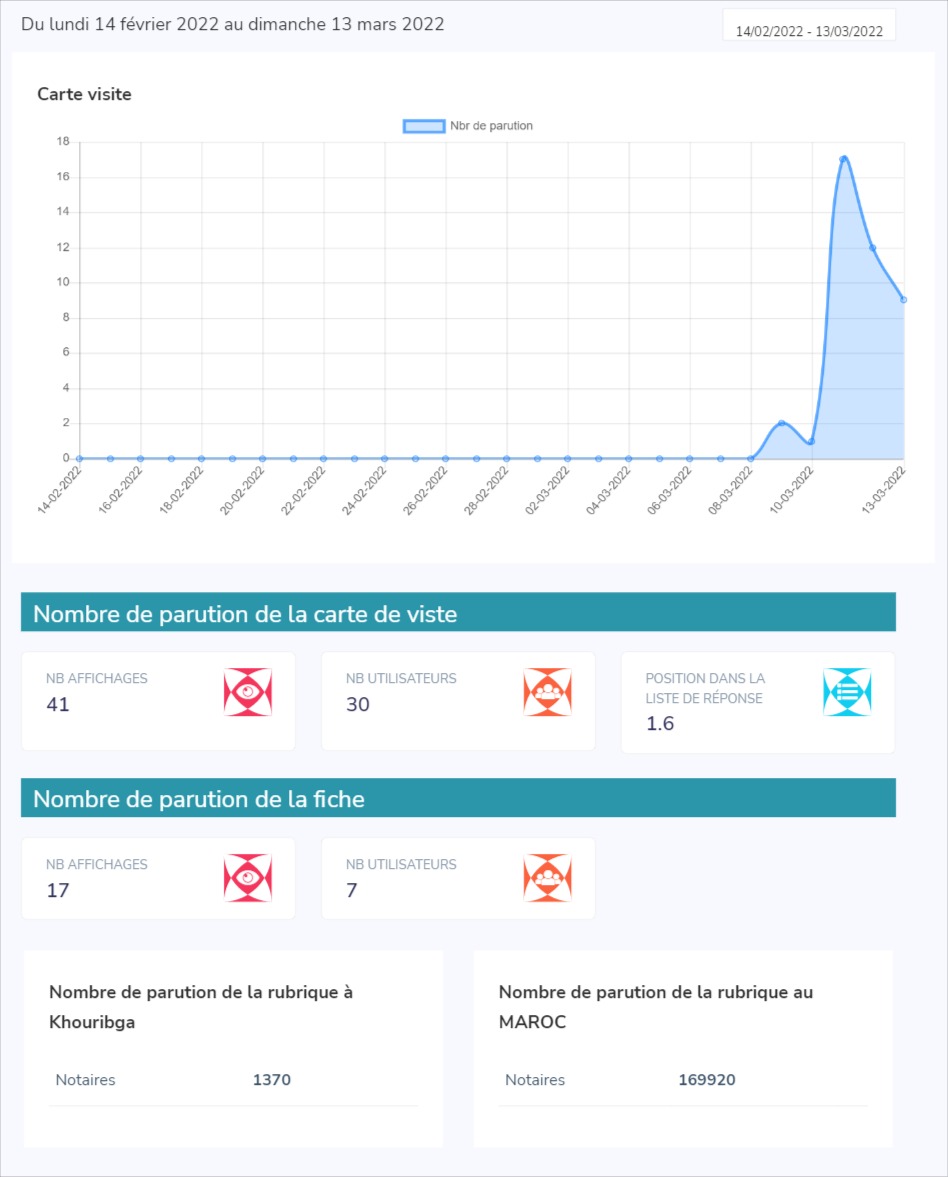 Du lundi 14 février 2022 au dimanche 13 mars 2022
14/02/2022 - 13/03/2022
Carte visite
Nbr de parution
18
16
14
12
10
8
6
4
2
0
14-02-2022
16-02-2022
18-02-2022
20-02-2022
22-02-2022
24-02-2022
26-02-2022
28-02-2022
02-03-2022
04-03-2022
06-03-2022
08-03-2022
10-03-2022
13-03-2022
Nombre de parution de la carte de viste
NB AFFICHAGES
41
NB UTILISATEURS
30
POSITION DANS LA
LISTE DE RÉPONSE
1.6
Nombre de parution de la fiche
NB AFFICHAGES
17
NB UTILISATEURS
7
Nombre de parution de la rubrique à
Khouribga
Notaires 1370
Nombre de parution de la rubrique au
MAROC
Notaires 169920